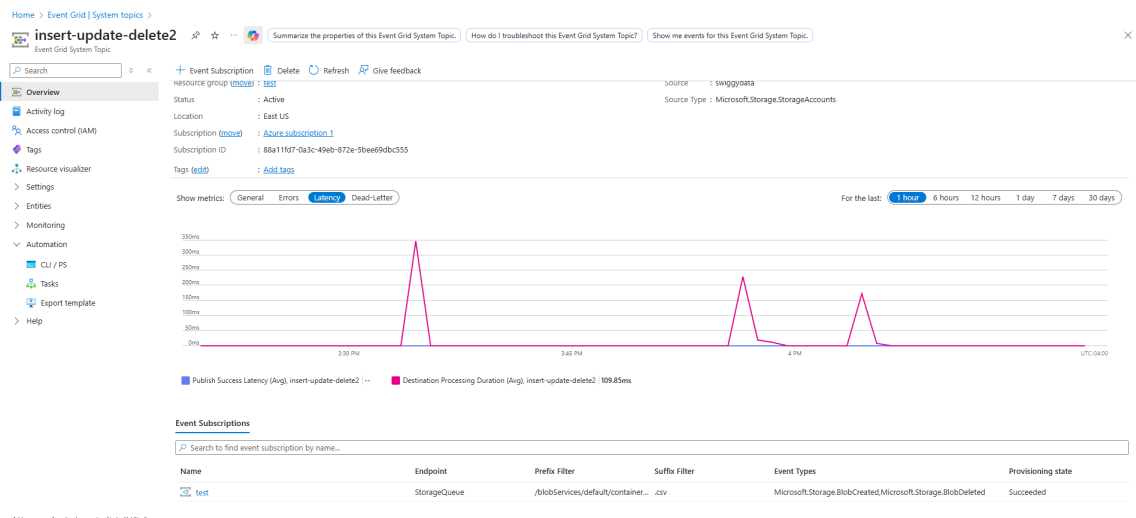 Home > Event Grid | System topics >
insert-update-delete2
Event Grid System Topic
Summarize the properties of this Event Grid System Topic.
How do I troubleshoot this Event Grid System Topic?
Show me events for this Event Grid System Topic.
Search
Overview
Activity log
Access control (IAM)
Tags
Resource visualizer
Settings
Entities
Monitoring
Automation
CLI / PS
Tasks
Export template
Help
+ Event Subscription Delete Refresh Give feedback
Resource group (move) : test
Source : swiggydata
Status : Active
Source Type : Microsoft.Storage.StorageAccounts
Location : East US
Subscription (move) : Azure subscription 1
Subscription ID : 88a11fd7-0a3c-49eb-872e-5bee69dbc555
Tags (edit) : Add tags
Show metrics: General Errors Latency Dead-Letter
For the last: 1 hour 6 hours 12 hours 1 day 7 days 30 days
350ms
300ms
250ms
200ms
150ms
100ms
50ms
0ms
3:30 PM 3:45 PM 4 PM UTC-04:00
Publish Success Latency (Avg), insert-update-delete2 | --
Destination Processing Duration (Avg), insert-update-delete2 | 109.85ms
Event Subscriptions
Search to find event subscription by name...
Name Endpoint Prefix Filter Suffix Filter Event Types Provisioning state
test StorageQueue /blobServices/default/container... .csv Microsoft.Storage.BlobCreated,Microsoft.Storage.BlobDeleted Succeeded